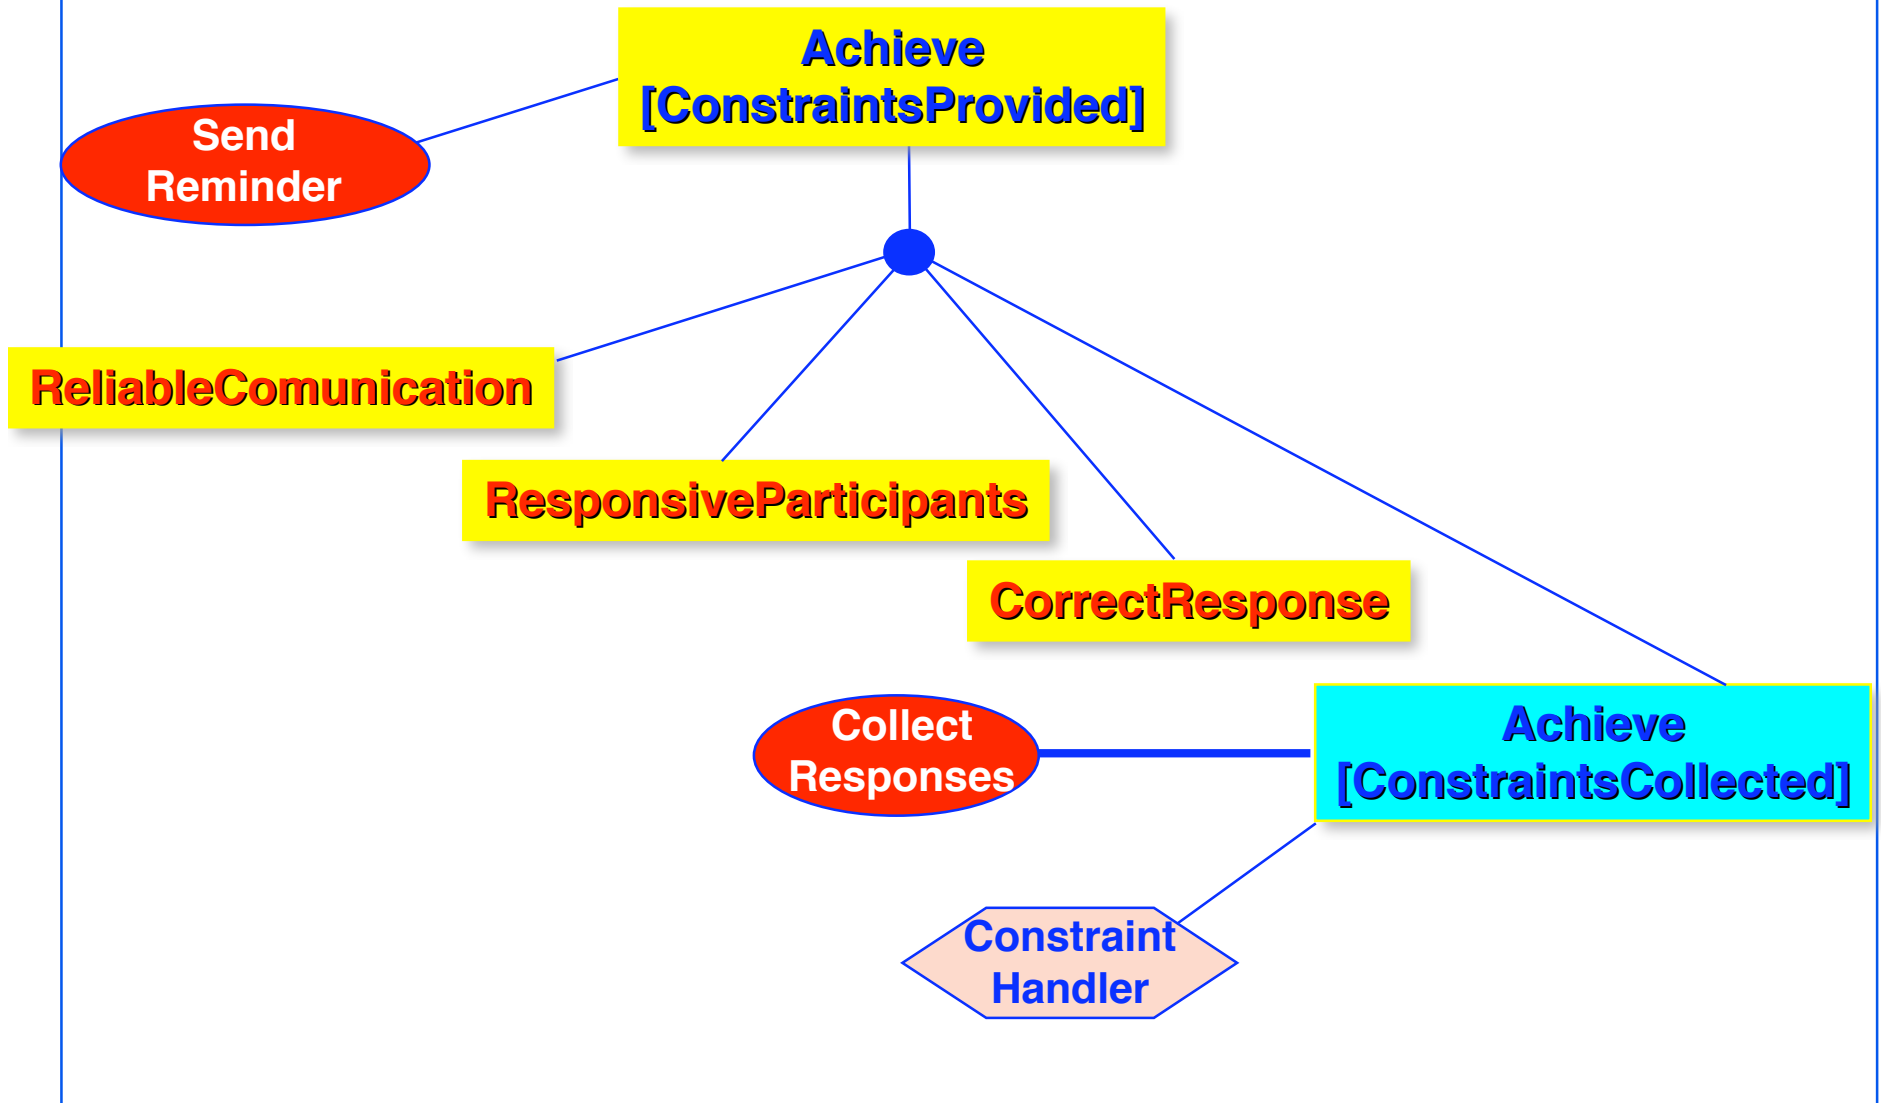 Achieve
[ConstraintsProvided]
Send
Reminder
ReliableComunication
ResponsiveParticipants
CorrectResponse
Collect
Responses
Achieve
[ConstraintsCollected]
Constraint
Handler